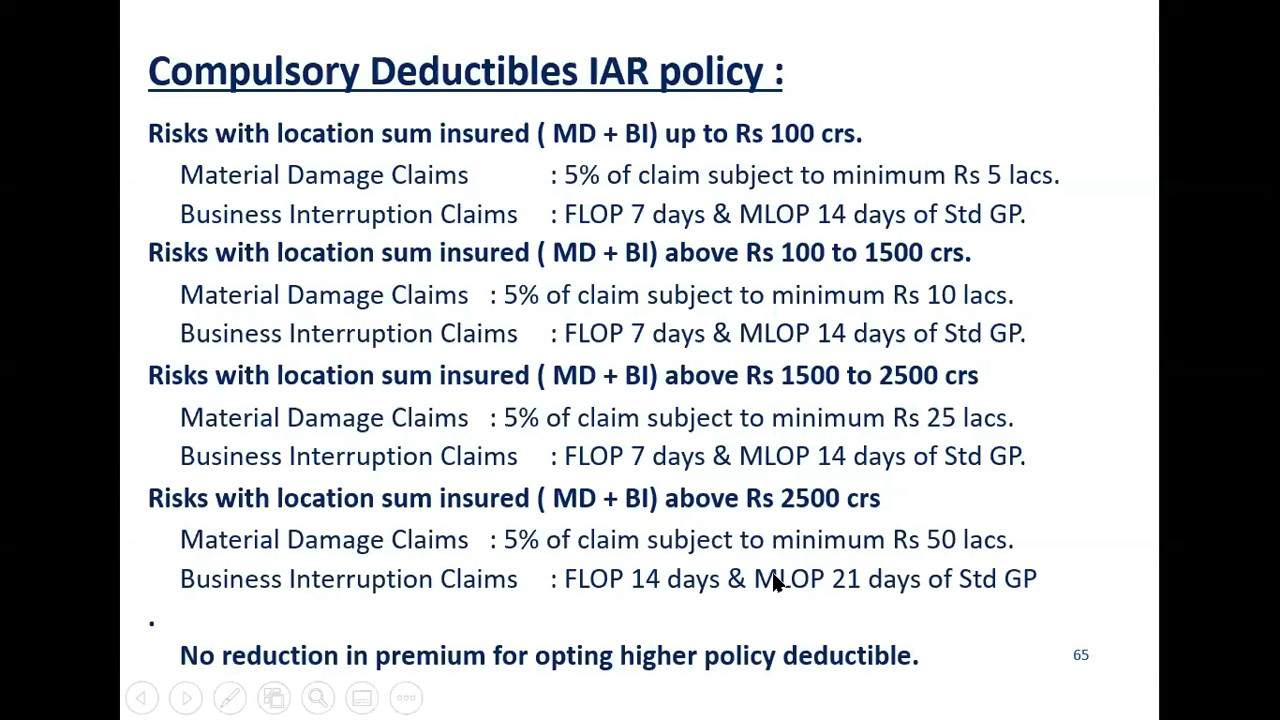 Compulsory Deductibles IAR policy :
Risks with location sum insured ( MD + BI) up to Rs 100 crs.
Material Damage Claims : 5% of claim subject to minimum Rs 5 lacs.
Business Interruption Claims : FLOP 7 days & MLOP 14 days of Std GP.
Risks with location sum insured ( MD + BI) above Rs 100 to 1500 crs.
Material Damage Claims : 5% of claim subject to minimum Rs 10 lacs.
Business Interruption Claims : FLOP 7 days & MLOP 14 days of Std GP.
Risks with location sum insured ( MD + BI) above Rs 1500 to 2500 crs
Material Damage Claims : 5% of claim subject to minimum Rs 25 lacs.
Business Interruption Claims : FLOP 7 days & MLOP 14 days of Std GP.
Risks with location sum insured ( MD + BI) above Rs 2500 crs
Material Damage Claims : 5% of claim subject to minimum Rs 50 lacs.
Business Interruption Claims : FLOP 14 days & MLOP 21 days of Std GP
.
No reduction in premium for opting higher policy deductible.
65